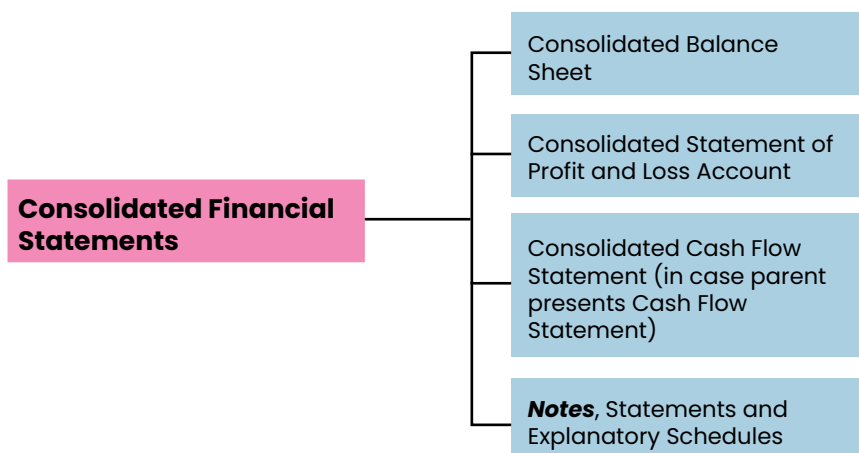 Consolidated Financial
Statements
Consolidated Balance
Sheet
Consolidated Statement of
Profit and Loss Account
Consolidated Cash Flow
Statement (in case parent
presents Cash Flow
Statement)
Notes, Statements and
Explanatory Schedules